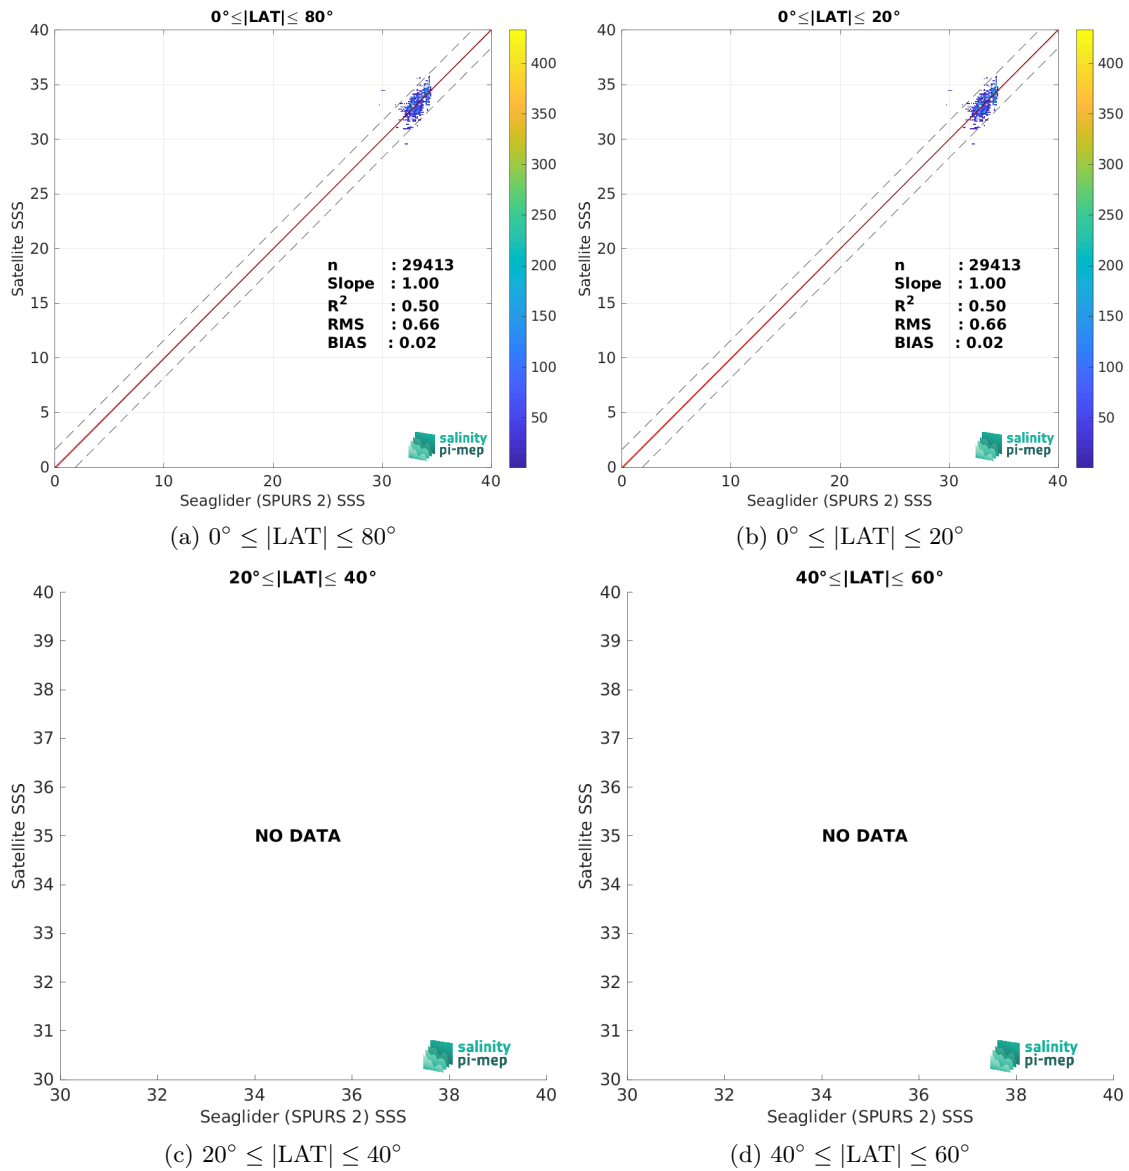 0°≤|LAT|≤ 80°
40
35
30
25
20
15
10
5
0
Satellite SSS
n : 29413
Slope : 1.00
R² : 0.50
RMS : 0.66
BIAS : 0.02
salinity
pi-mep
0 10 20 30 40
Seaglider (SPURS 2) SSS
400
350
300
250
200
150
100
50
(a) 0° ≤ |LAT| ≤ 80°
0°≤|LAT|≤ 20°
40
35
30
25
20
15
10
5
0
Satellite SSS
n : 29413
Slope : 1.00
R² : 0.50
RMS : 0.66
BIAS : 0.02
salinity
pi-mep
0 10 20 30 40
Seaglider (SPURS 2) SSS
400
350
300
250
200
150
100
50
(b) 0° ≤ |LAT| ≤ 20°
20°≤|LAT|≤ 40°
40
39
38
37
36
35
34
33
32
31
30
Satellite SSS
NO DATA
salinity
pi-mep
30 32 34 36 38 40
Seaglider (SPURS 2) SSS
(c) 20° ≤ |LAT| ≤ 40°
40°≤|LAT|≤ 60°
40
39
38
37
36
35
34
33
32
31
30
Satellite SSS
NO DATA
salinity
pi-mep
30 32 34 36 38 40
Seaglider (SPURS 2) SSS
(d) 40° ≤ |LAT| ≤ 60°